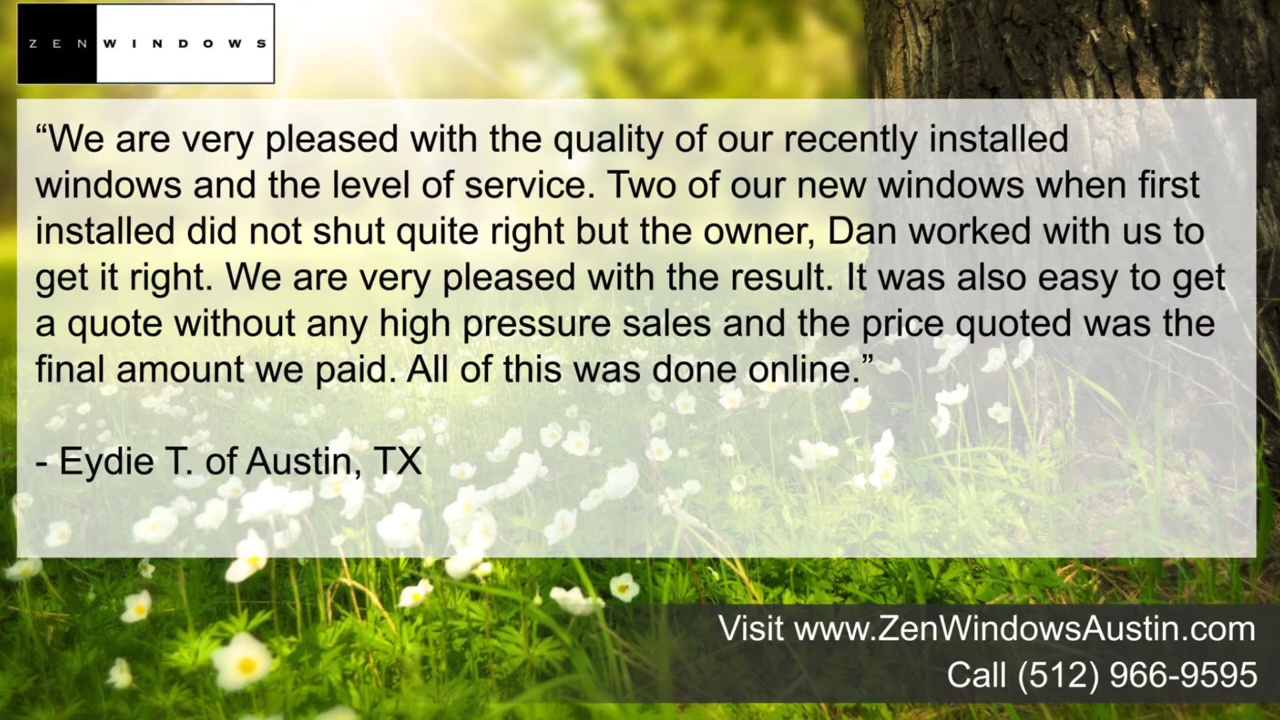 ZENWINDOWS
“We are very pleased with the quality of our recently installed
windows and the level of service. Two of our new windows when first
installed did not shut quite right but the owner, Dan worked with us to
get it right. We are very pleased with the result. It was also easy to get
a quote without any high pressure sales and the price quoted was the
final amount we paid. All of this was done online.”
- Eydie T. of Austin, TX
Visit www.ZenWindowsAustin.com
Call (512) 966-9595